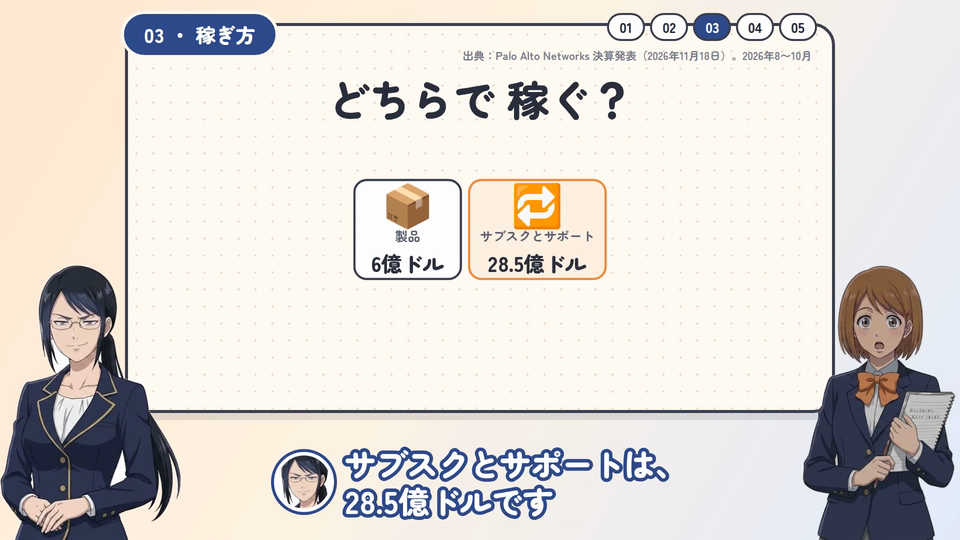 03 ・ 稼ぎ方
01 02 03 04 05
出典：Palo Alto Networks 決算発表（2026年11月18日）。2026年8〜10月
どちらで 稼ぐ？
製品
6億ドル
サブスクとサポート
28.5億ドル
サブスクとサポートは、
28.5億ドルです